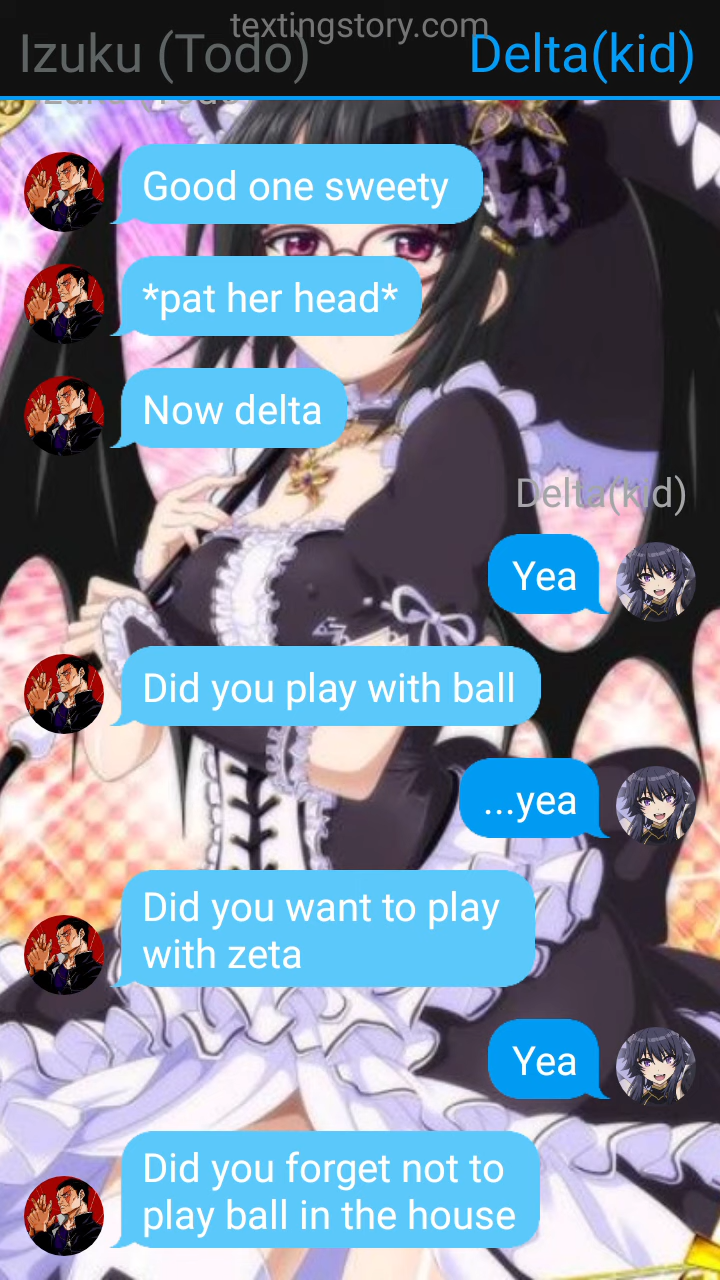 textingstory.com
Izuku (Todo)
Delta(kid)
Good one sweety
*pat her head*
Now delta
Delta(kid)
Yea
Did you play with ball
...yea
Did you want to play
with zeta
Yea
Did you forget not to
play ball in the house